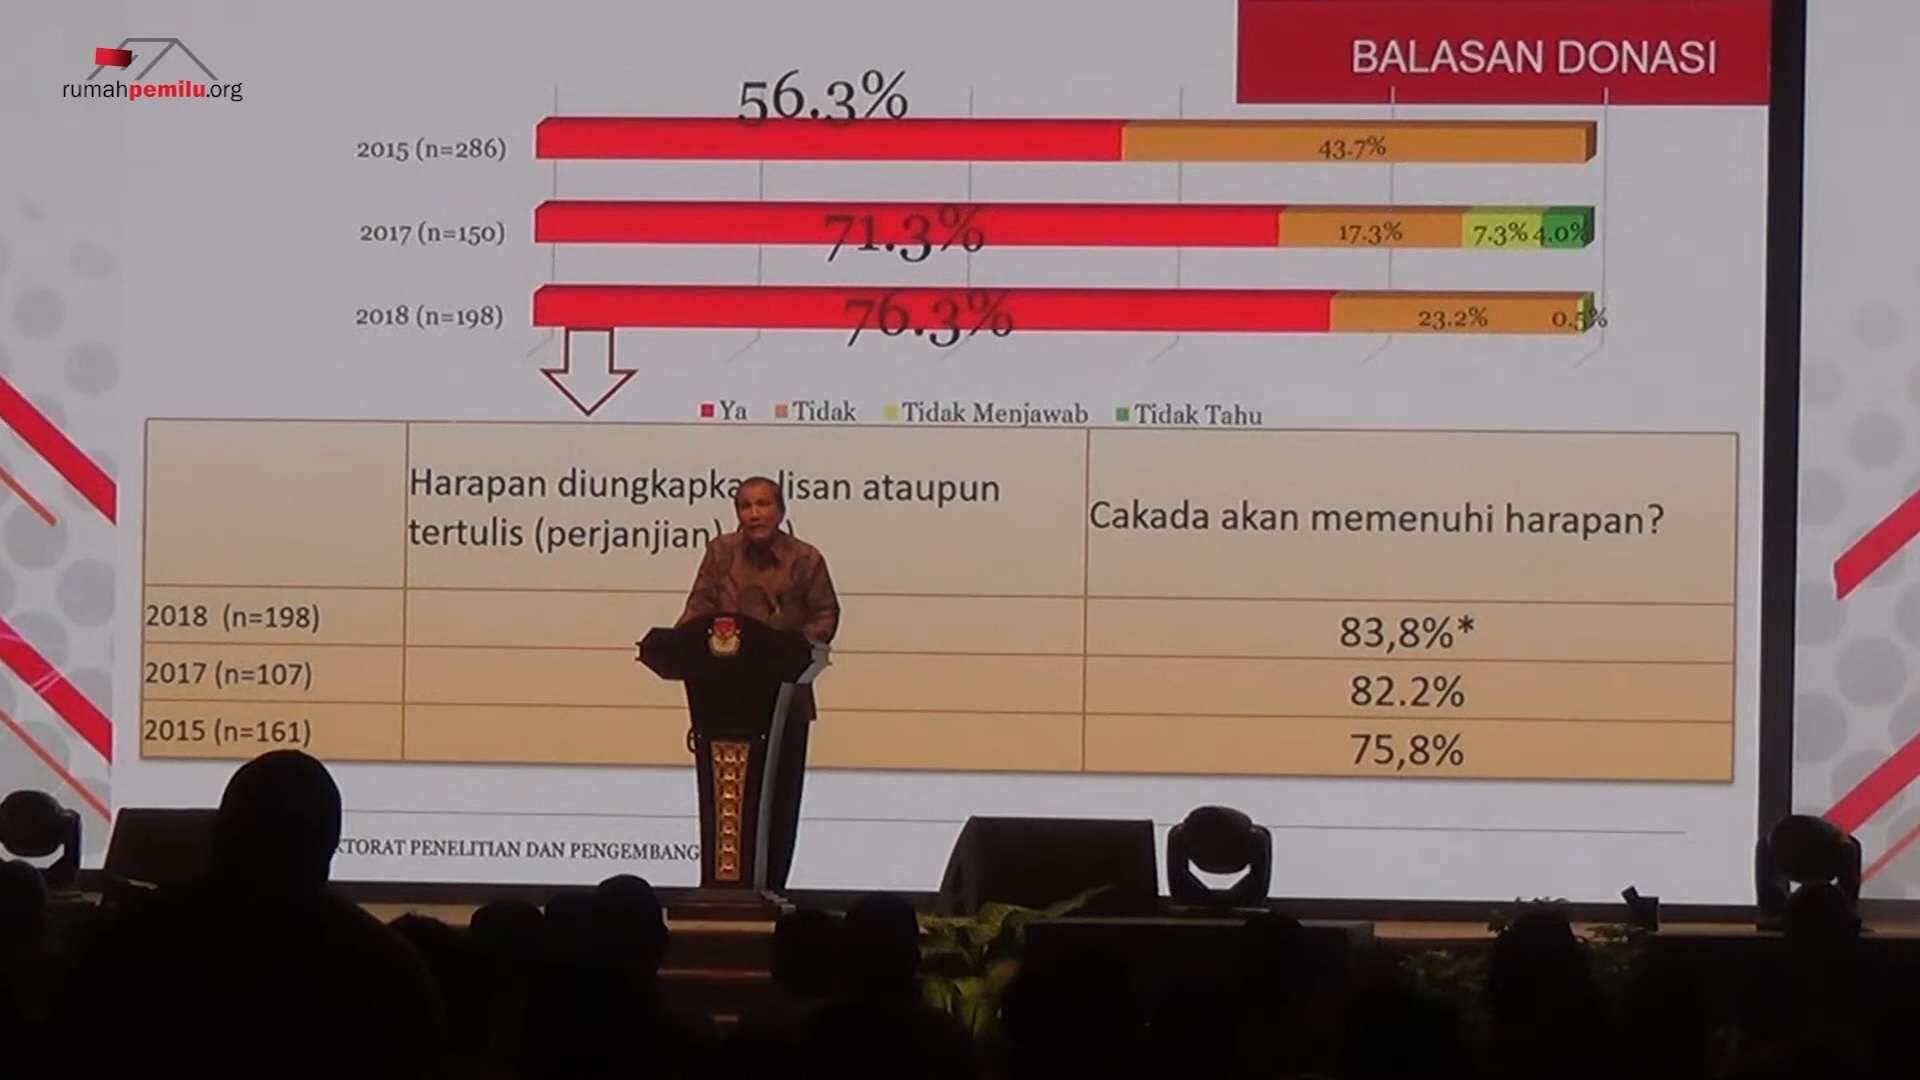 rumahpemilu.org
BALASAN DONASI
56.3%
2015 (n=286)
43.7%
2017 (n=150)
71.3%
17.3%
7.3%
4.0%
2018 (n=198)
76.3%
23.2%
0.5%
Ya
Tidak
Tidak Menjawab
Tidak Tahu
Harapan lisan ataupun
tertulis (perjanjian)
Cakada akan memenuhi harapan?
2018 (n=198)
83,8%*
2017 (n=107)
82.2%
2015 (n=161)
75,8%
PENELITIAN DAN